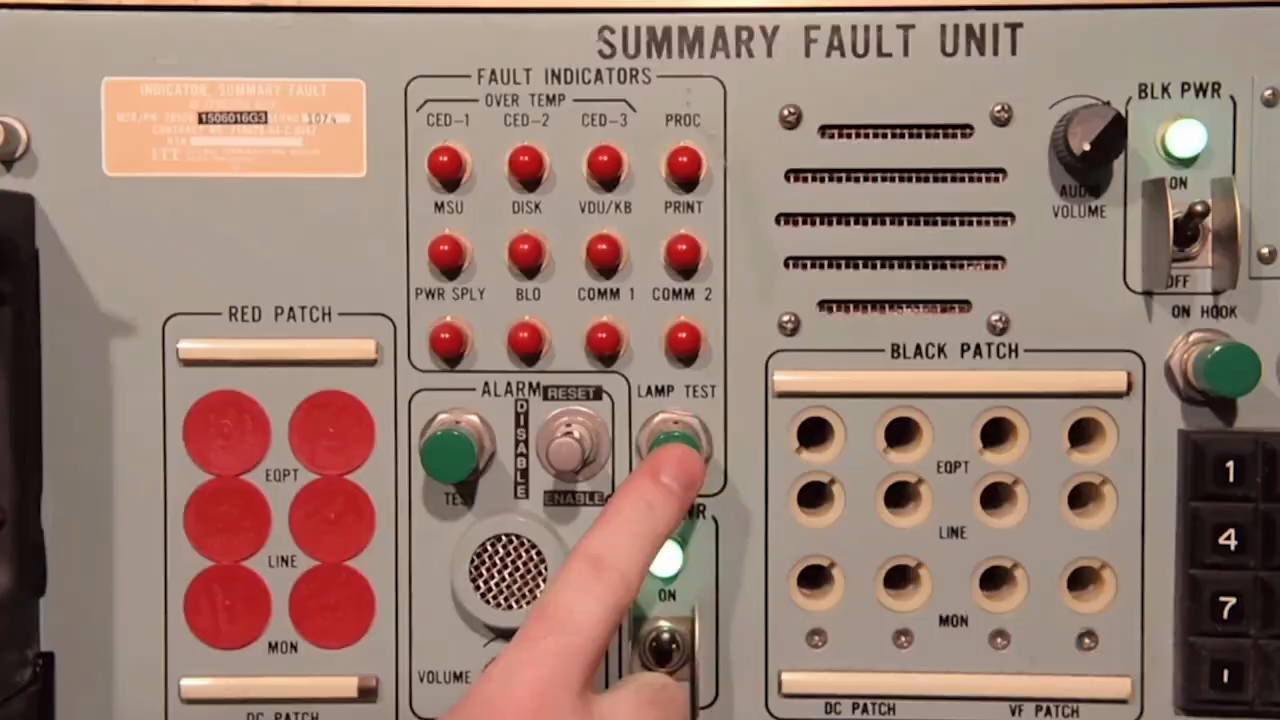 SUMMARY FAULT UNIT
INDICATOR, SUMMARY FAULT
1506016G3
1074
FAULT INDICATORS
OVER TEMP
CED-1 CED-2 CED-3 PROC
MSU DISK VDU/KB PRINT
PWR SPLY BLO COMM 1 COMM 2
BLK PWR
ON
OFF
AUDIO
VOLUME
ON HOOK
RED PATCH
EQPT
LINE
MON
DC PATCH
ALARM
RESET
DISABLE
ENABLE
TEST
VOLUME
LAMP TEST
ON
BLACK PATCH
EQPT
LINE
MON
DC PATCH VF PATCH
1
4
7